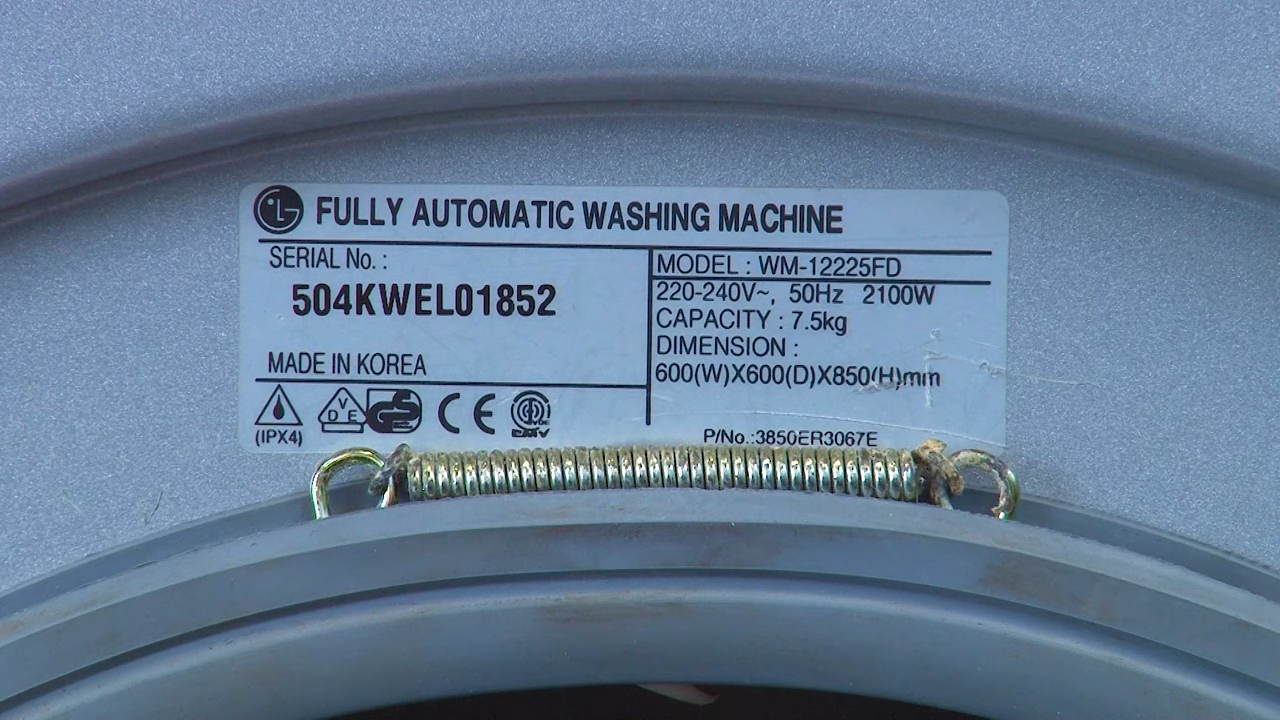 LG FULLY AUTOMATIC WASHING MACHINE
SERIAL No. :
504KWEL01852
MADE IN KOREA
MODEL : WM-12225FD
220-240V~, 50Hz 2100W
CAPACITY : 7.5kg
DIMENSION :
600(W)X600(D)X850(H)mm
(IPX4)
VDE
S
CE
EMV
P/No.:3850ER3067E